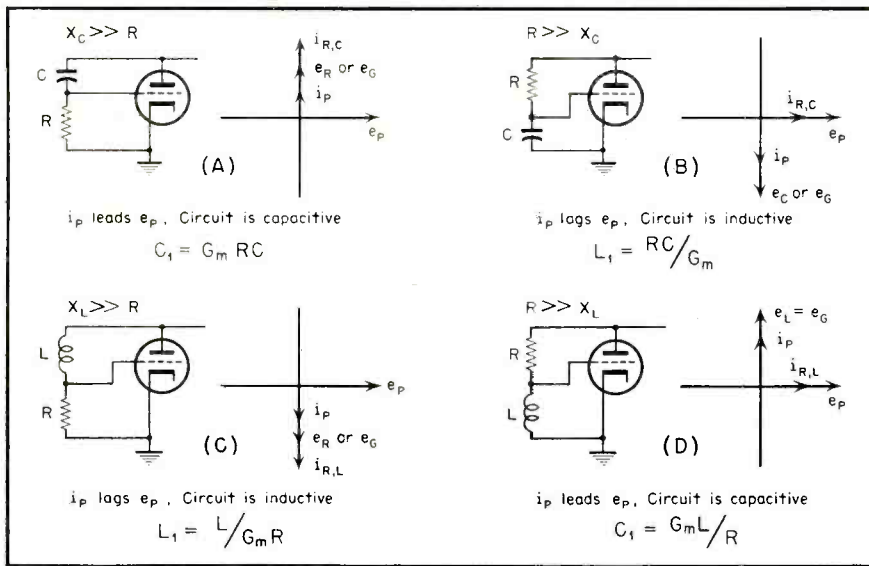 X_C >> R
C
R
i_R,C
e_R or e_G
i_P
e_P
(A)
i_P leads e_P, Circuit is capacitive
C_1 = G_m RC
R >> X_C
R
C
i_R,C
e_P
i_P
e_C or e_G
(B)
i_P lags e_P, Circuit is inductive
L_1 = RC/G_m
X_L >> R
L
R
e_P
i_P
e_R or e_G
i_R,L
(C)
i_P lags e_P, Circuit is inductive
L_1 = L/G_m R
R >> X_L
R
L
e_L = e_G
i_P
i_R,L
e_P
(D)
i_P leads e_P, Circuit is capacitive
C_1 = G_m L/R